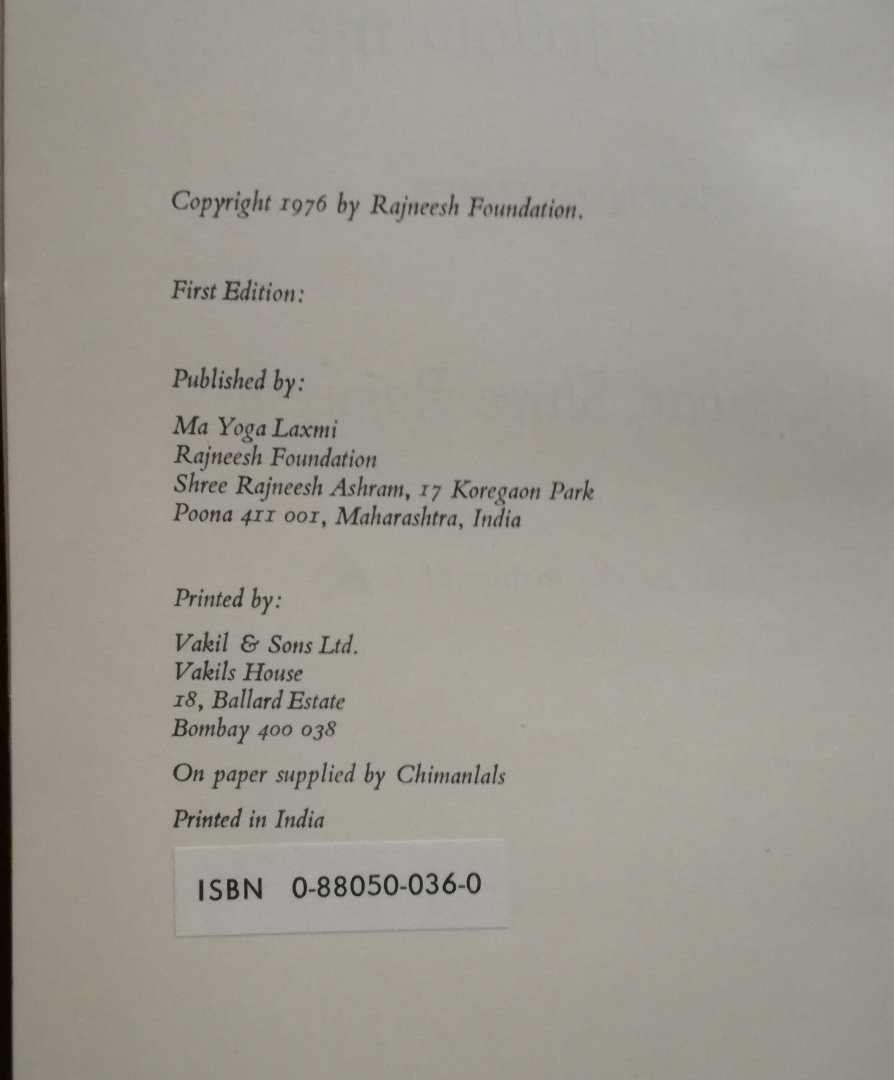 Copyright 1976 by Rajneesh Foundation.
First Edition:
Published by:
Ma Yoga Laxmi
Rajneesh Foundation
Shree Rajneesh Ashram, 17 Koregaon Park
Poona 411 001, Maharashtra, India
Printed by:
Vakil & Sons Ltd.
Vakils House
18, Ballard Estate
Bombay 400 038
On paper supplied by Chimanlals
Printed in India
ISBN 0-88050-036-0